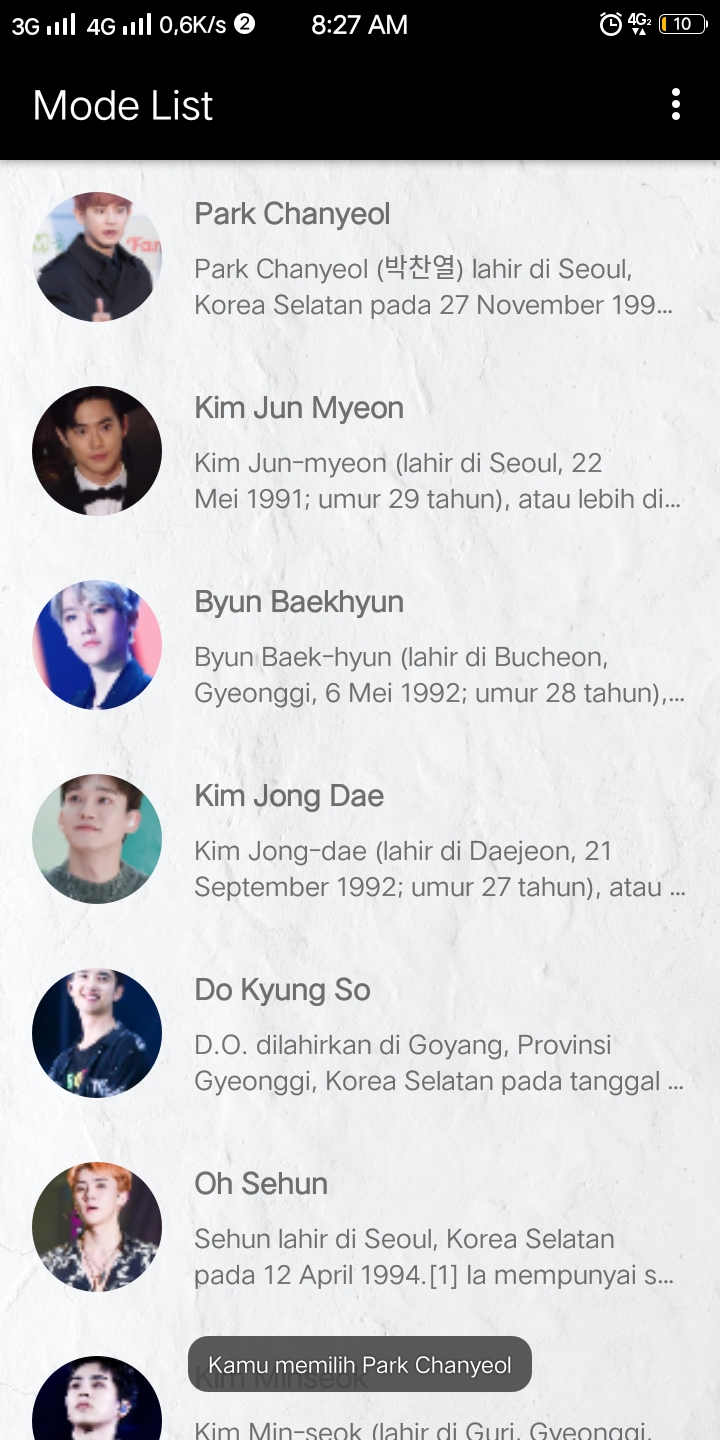 3G 4G 0,6K/s 2 8:27 AM 4G2 10
Mode List
Park Chanyeol
Park Chanyeol (박찬열) lahir di Seoul,
Korea Selatan pada 27 November 199...
Kim Jun Myeon
Kim Jun-myeon (lahir di Seoul, 22
Mei 1991; umur 29 tahun), atau lebih di...
Byun Baekhyun
Byun Baek-hyun (lahir di Bucheon,
Gyeonggi, 6 Mei 1992; umur 28 tahun),...
Kim Jong Dae
Kim Jong-dae (lahir di Daejeon, 21
September 1992; umur 27 tahun), atau ...
Do Kyung So
D.O. dilahirkan di Goyang, Provinsi
Gyeonggi, Korea Selatan pada tanggal ...
Oh Sehun
Sehun lahir di Seoul, Korea Selatan
pada 12 April 1994.[1] Ia mempunyai s...
Kamu memilih Park Chanyeol
Kim Minseok
Kim Min-seok (lahir di Guri, Gyeonggi,